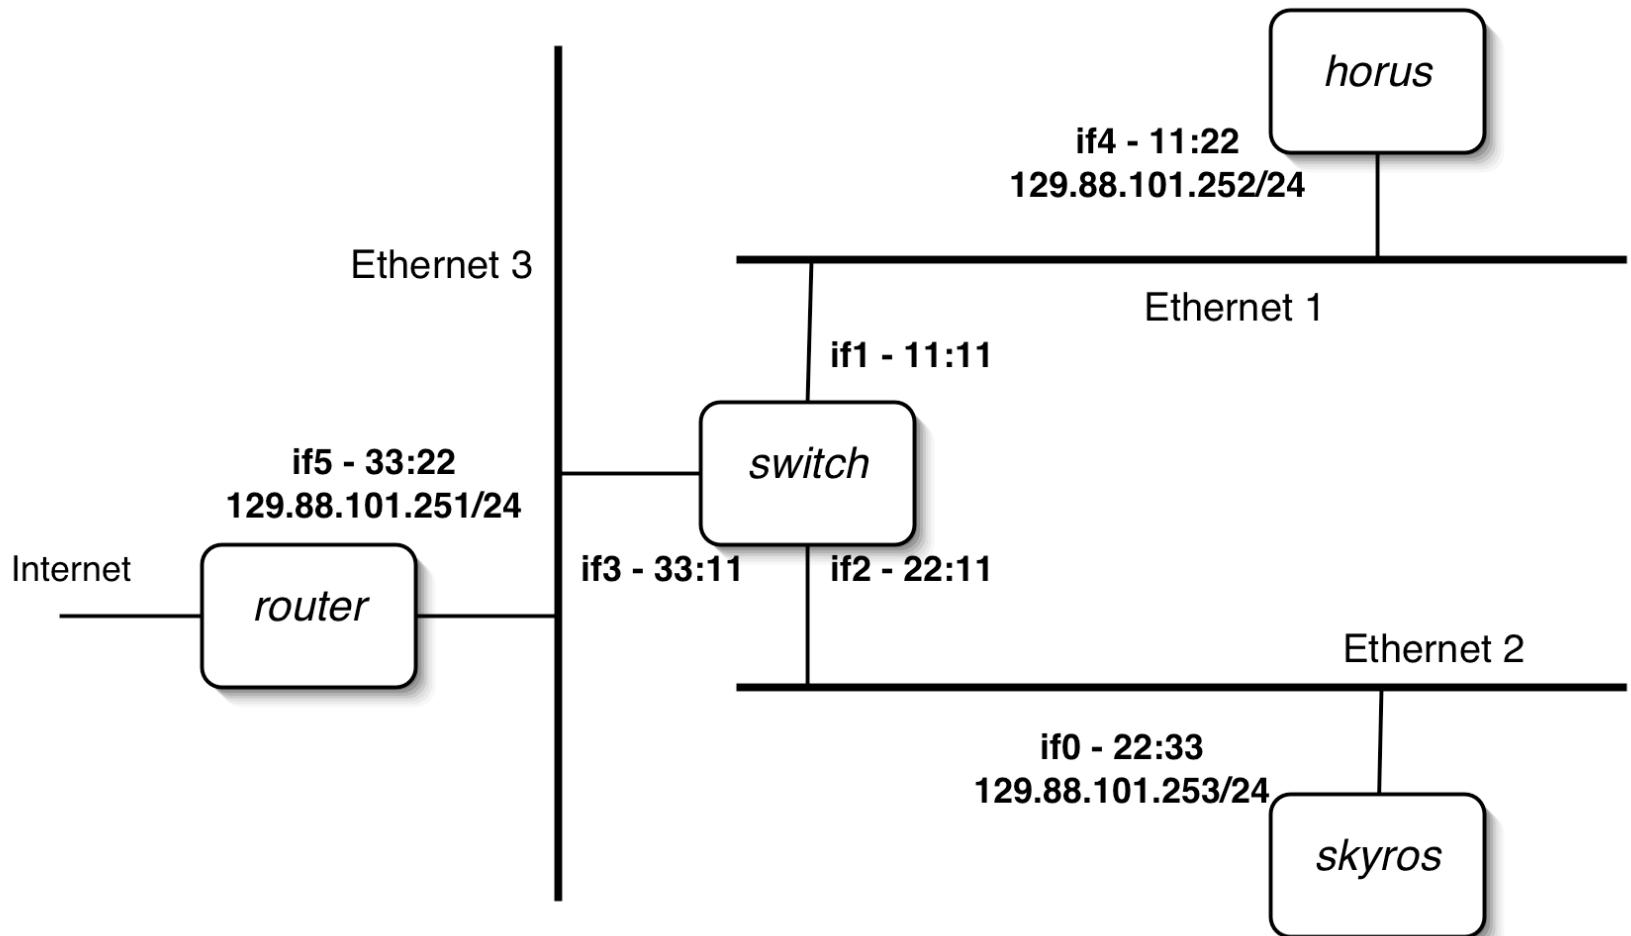 horus
if4 - 11:22
129.88.101.252/24
Ethernet 3
Ethernet 1
if1 - 11:11
if5 - 33:22
129.88.101.251/24
switch
Internet
router
if3 - 33:11
if2 - 22:11
Ethernet 2
if0 - 22:33
129.88.101.253/24
skyros